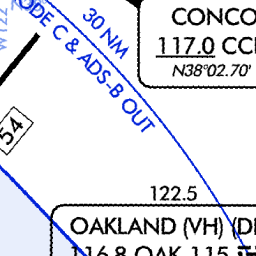 30 NM
ODE C & ADS-B OUT
CONCO
117.0 CC
N38°02.70'
54
122.5
OAKLAND (VH) (D
116.8 OAK 115